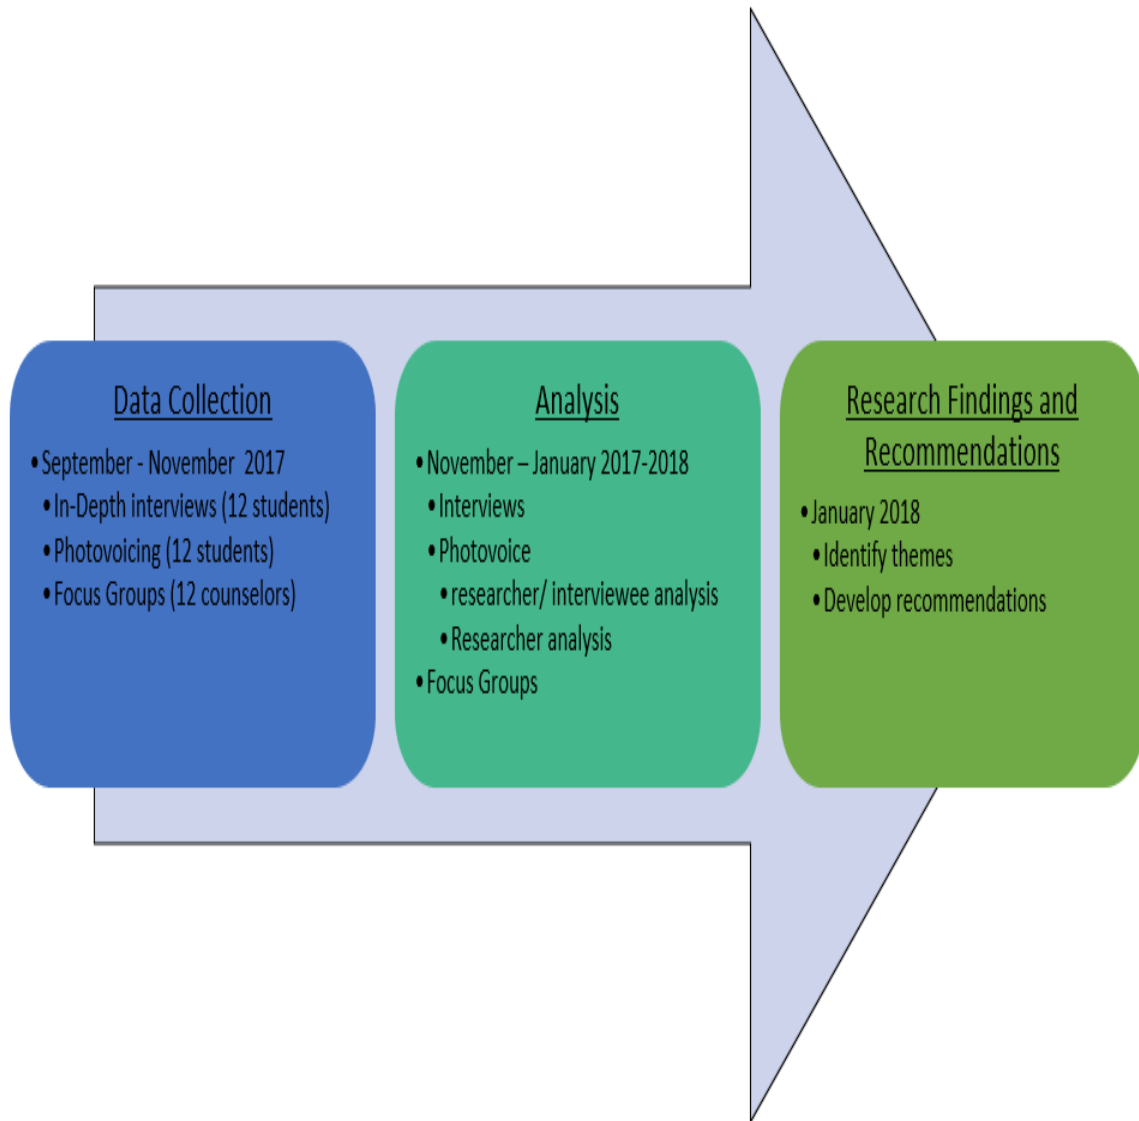 Data Collection
• September - November 2017
• In-Depth interviews (12 students)
• Photovoicing (12 students)
• Focus Groups (12 counselors)
Analysis
• November – January 2017-2018
• Interviews
• Photovoice
• researcher/ interviewee analysis
• Researcher analysis
• Focus Groups
Research Findings and
Recommendations
• January 2018
• Identify themes
• Develop recommendations